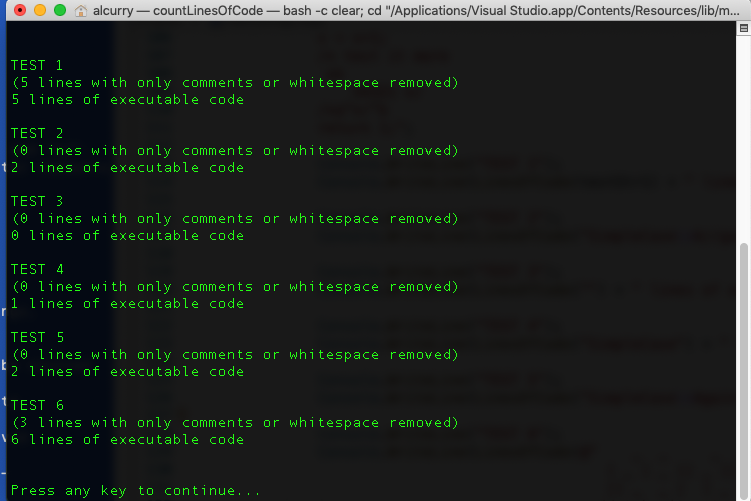 alcurry — countLinesOfCode — bash -c clear; cd "/Applications/Visual Studio.app/Contents/Resources/lib/m...
TEST 1
(5 lines with only comments or whitespace removed)
5 lines of executable code
TEST 2
(0 lines with only comments or whitespace removed)
2 lines of executable code
TEST 3
(0 lines with only comments or whitespace removed)
0 lines of executable code
TEST 4
(0 lines with only comments or whitespace removed)
1 lines of executable code
TEST 5
(0 lines with only comments or whitespace removed)
2 lines of executable code
TEST 6
(3 lines with only comments or whitespace removed)
6 lines of executable code
Press any key to continue...